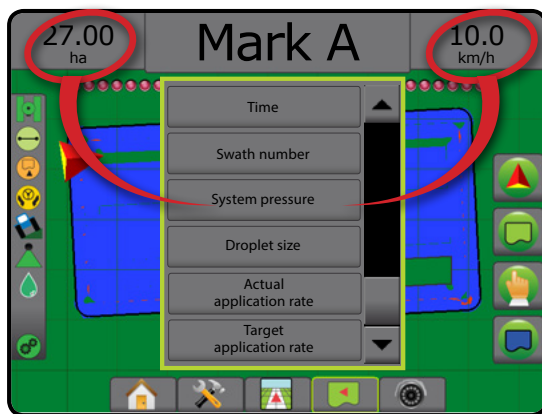 27.00
ha
Mark A
10.0
km/h
Time
Swath number
System pressure
Droplet size
Actual
application rate
Target
application rate